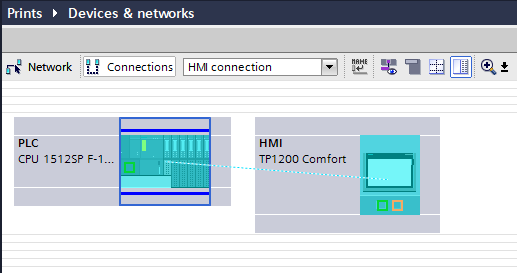 Prints ▸ Devices & networks
Network Connections HMI connection
PLC
CPU 1512SP F-1...
HMI
TP1200 Comfort